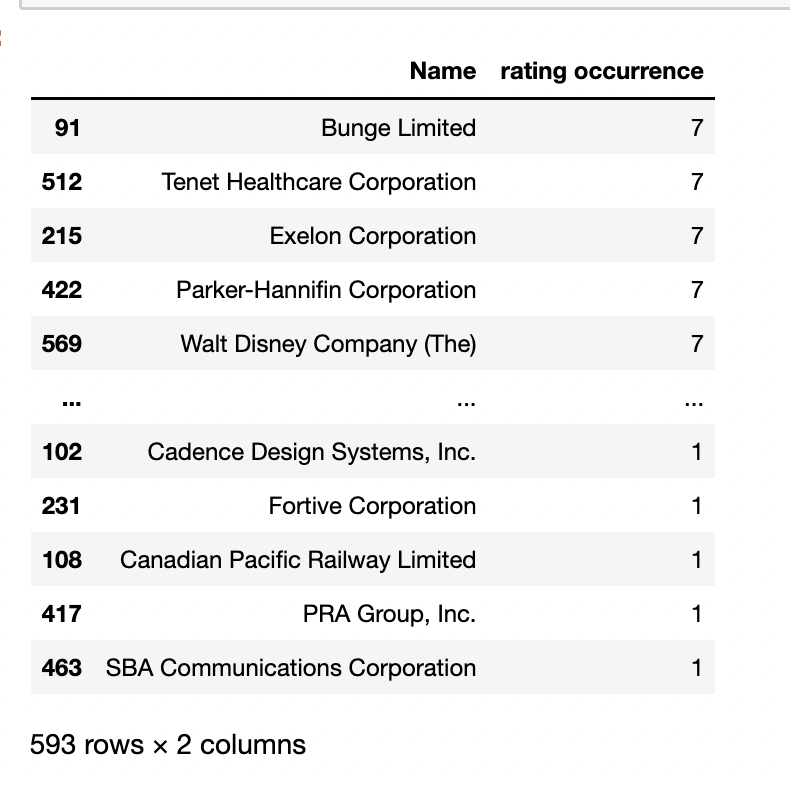 Name rating occurrence
91 Bunge Limited 7
512 Tenet Healthcare Corporation 7
215 Exelon Corporation 7
422 Parker-Hannifin Corporation 7
569 Walt Disney Company (The) 7
... ... ...
102 Cadence Design Systems, Inc. 1
231 Fortive Corporation 1
108 Canadian Pacific Railway Limited 1
417 PRA Group, Inc. 1
463 SBA Communications Corporation 1
593 rows × 2 columns